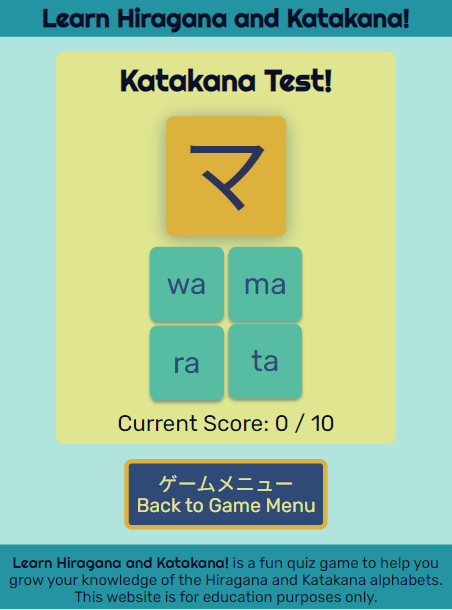 Learn Hiragana and Katakana!
Katakana Test!
マ
wa ma
ra ta
Current Score: 0 / 10
ゲームメニュー
Back to Game Menu
Learn Hiragana and Katakana! is a fun quiz game to help you
grow your knowledge of the Hiragana and Katakana alphabets.
This website is for education purposes only.